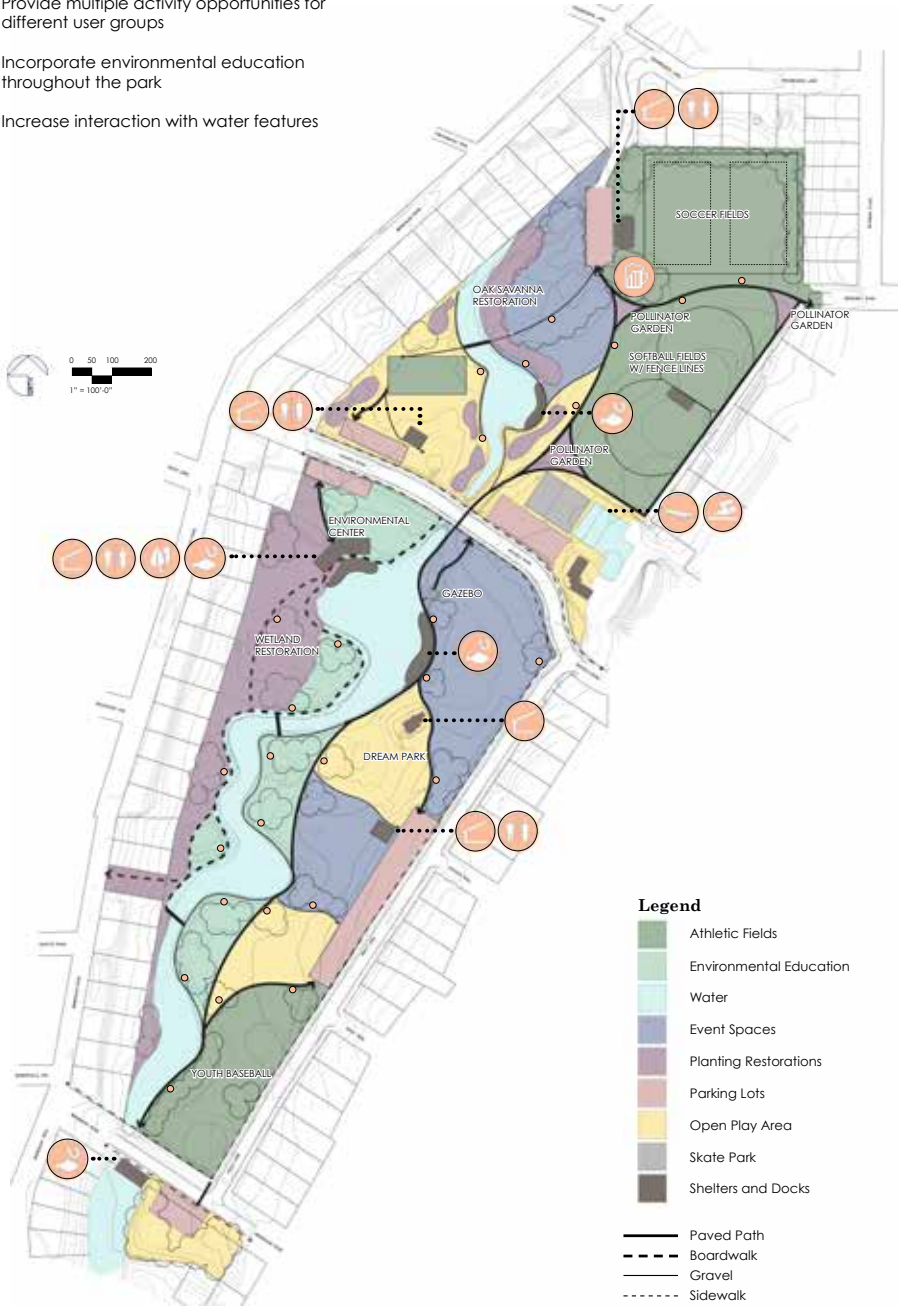 Provide multiple activity opportunities for
different user groups
Incorporate environmental education
throughout the park
Increase interaction with water features
SOCCER FIELDS
OAK SAVANNA
RESTORATION
POLLINATOR
GARDEN
POLLINATOR
GARDEN
SOFTBALL FIELDS
W/ FENCE LINES
0 50 100 200
1" = 100'-0"
POLLINATOR
GARDEN
ENVIRONMENTAL
CENTER
GAZEBO
WETLAND
RESTORATION
DREAM PARK
YOUTH BASEBALL
Legend
Athletic Fields
Environmental Education
Water
Event Spaces
Planting Restorations
Parking Lots
Open Play Area
Skate Park
Shelters and Docks
Paved Path
Boardwalk
Gravel
Sidewalk